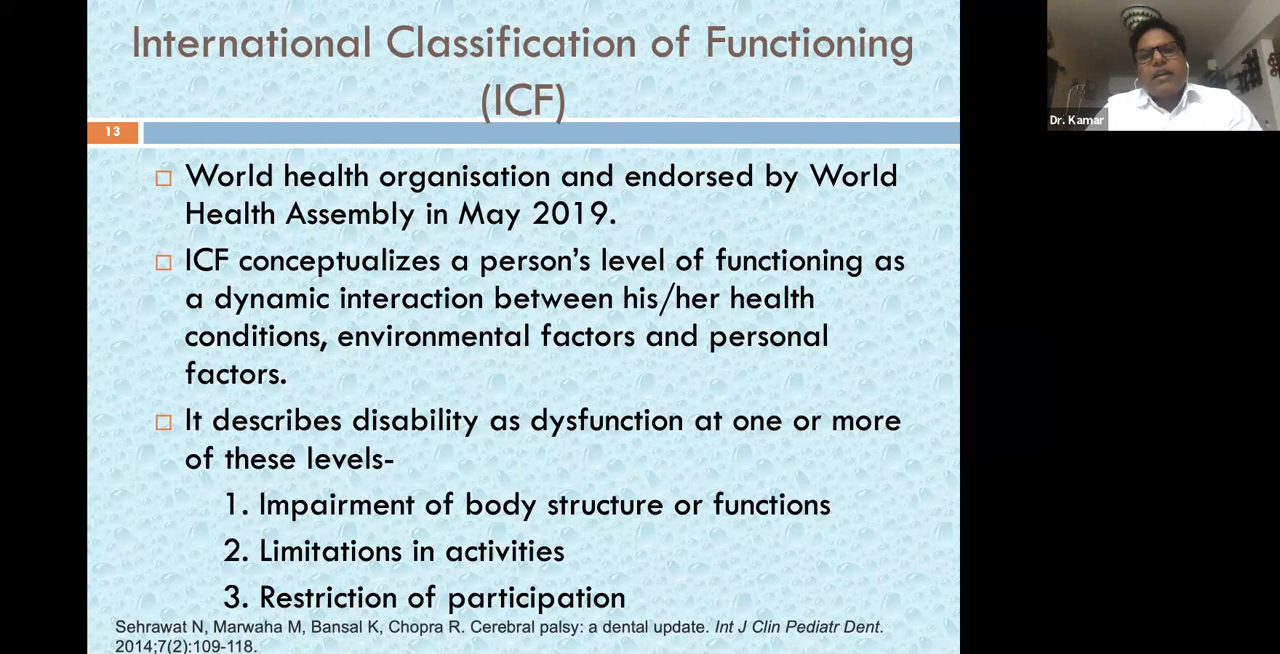 International Classification of Functioning
(ICF)
13
World health organisation and endorsed by World
Health Assembly in May 2019.
ICF conceptualizes a person's level of functioning as
a dynamic interaction between his/her health
conditions, environmental factors and personal
factors.
It describes disability as dysfunction at one or more
of these levels-
1. Impairment of body structure or functions
2. Limitations in activities
3. Restriction of participation
Sehrawat N, Marwaha M, Bansal K, Chopra R. Cerebral palsy: a dental update. Int J Clin Pediatr Dent.
2014;7(2):109-118.
Dr. Kamar